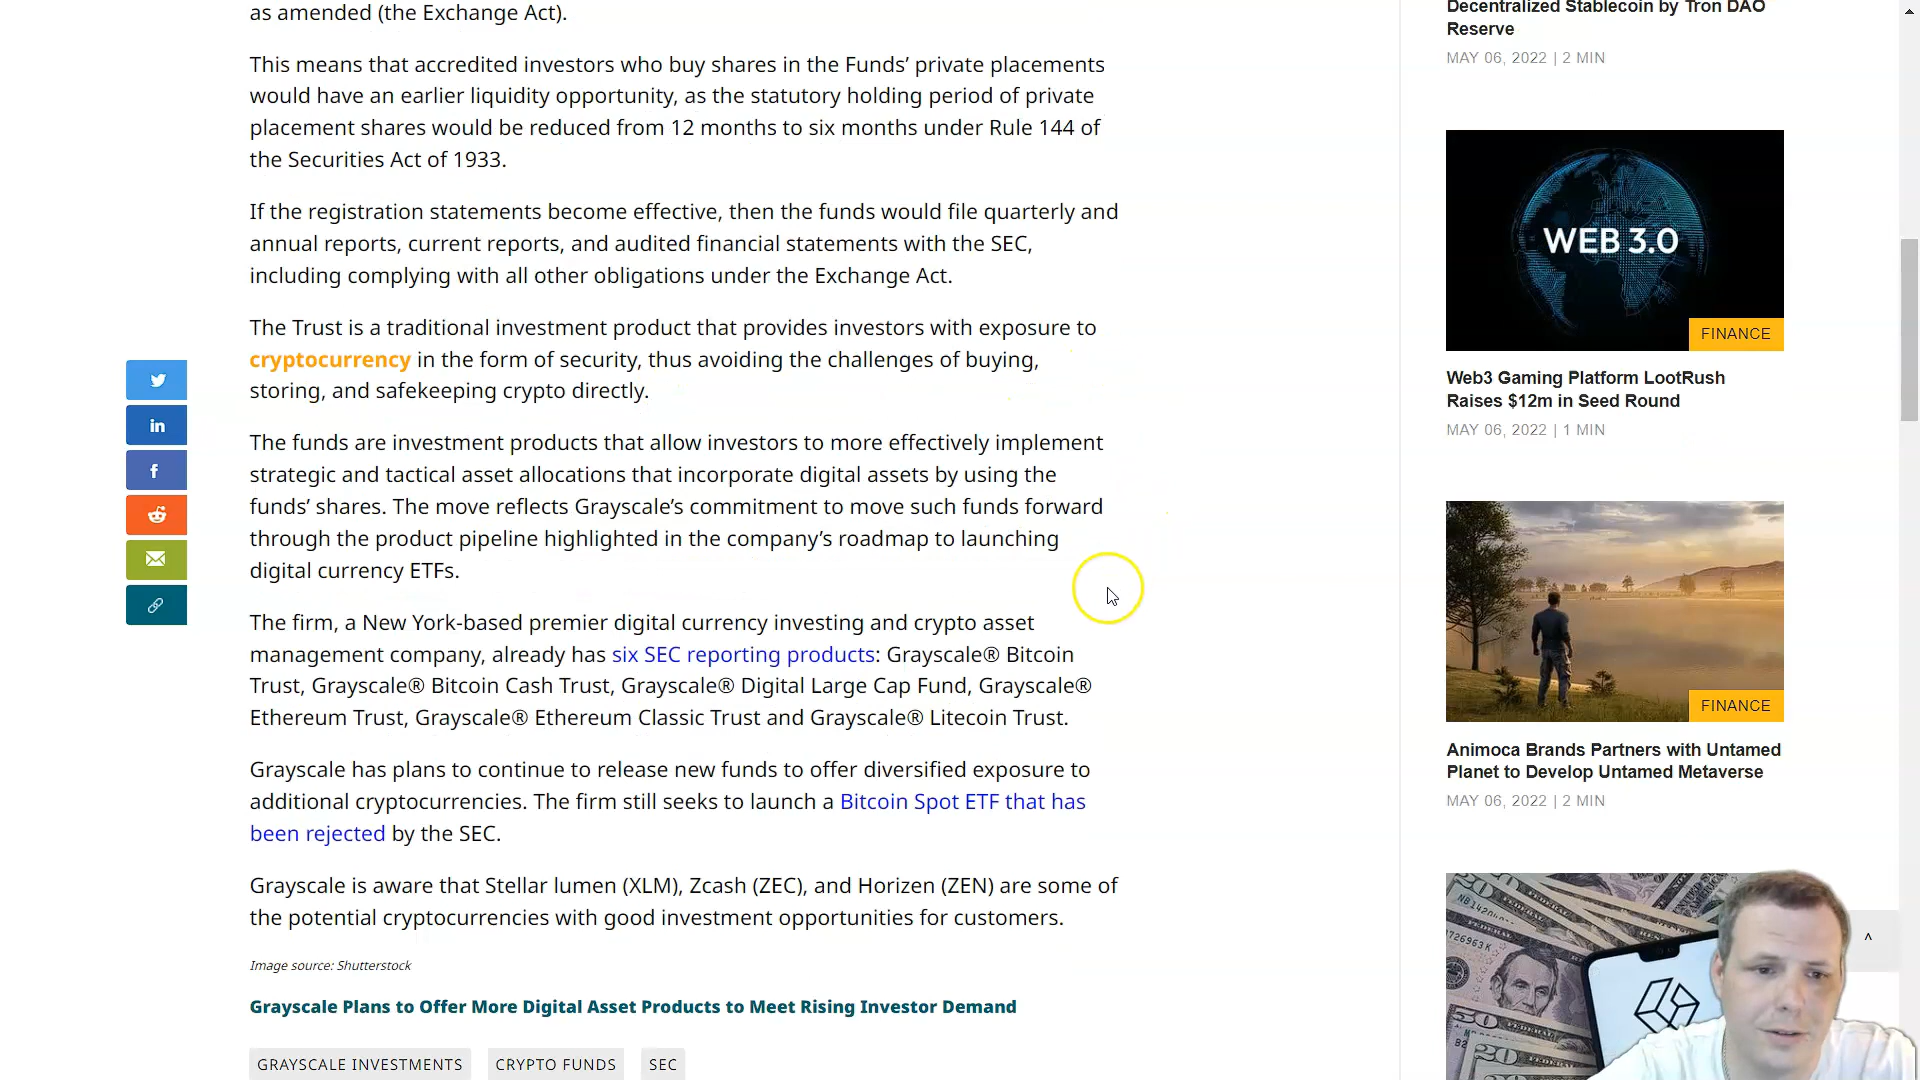 as amended (the Exchange Act).
This means that accredited investors who buy shares in the Funds’ private placements
would have an earlier liquidity opportunity, as the statutory holding period of private
placement shares would be reduced from 12 months to six months under Rule 144 of
the Securities Act of 1933.
If the registration statements become effective, then the funds would file quarterly and
annual reports, current reports, and audited financial statements with the SEC,
including complying with all other obligations under the Exchange Act.
The Trust is a traditional investment product that provides investors with exposure to
cryptocurrency in the form of security, thus avoiding the challenges of buying,
storing, and safekeeping crypto directly.
The funds are investment products that allow investors to more effectively implement
strategic and tactical asset allocations that incorporate digital assets by using the
funds’ shares. The move reflects Grayscale’s commitment to move such funds forward
through the product pipeline highlighted in the company’s roadmap to launching
digital currency ETFs.
The firm, a New York-based premier digital currency investing and crypto asset
management company, already has six SEC reporting products: Grayscale® Bitcoin
Trust, Grayscale® Bitcoin Cash Trust, Grayscale® Digital Large Cap Fund, Grayscale®
Ethereum Trust, Grayscale® Ethereum Classic Trust and Grayscale® Litecoin Trust.
Grayscale has plans to continue to release new funds to offer diversified exposure to
additional cryptocurrencies. The firm still seeks to launch a Bitcoin Spot ETF that has
been rejected by the SEC.
Grayscale is aware that Stellar lumen (XLM), Zcash (ZEC), and Horizen (ZEN) are some of
the potential cryptocurrencies with good investment opportunities for customers.
Image source: Shutterstock
Grayscale Plans to Offer More Digital Asset Products to Meet Rising Investor Demand
GRAYSCALE INVESTMENTS
CRYPTO FUNDS
SEC
Decentralized Stablecoin by Tron DAO
Reserve
MAY 06, 2022 | 2 MIN
WEB 3.0
FINANCE
Web3 Gaming Platform LootRush
Raises $12m in Seed Round
MAY 06, 2022 | 1 MIN
FINANCE
Animoca Brands Partners with Untamed
Planet to Develop Untamed Metaverse
MAY 06, 2022 | 2 MIN